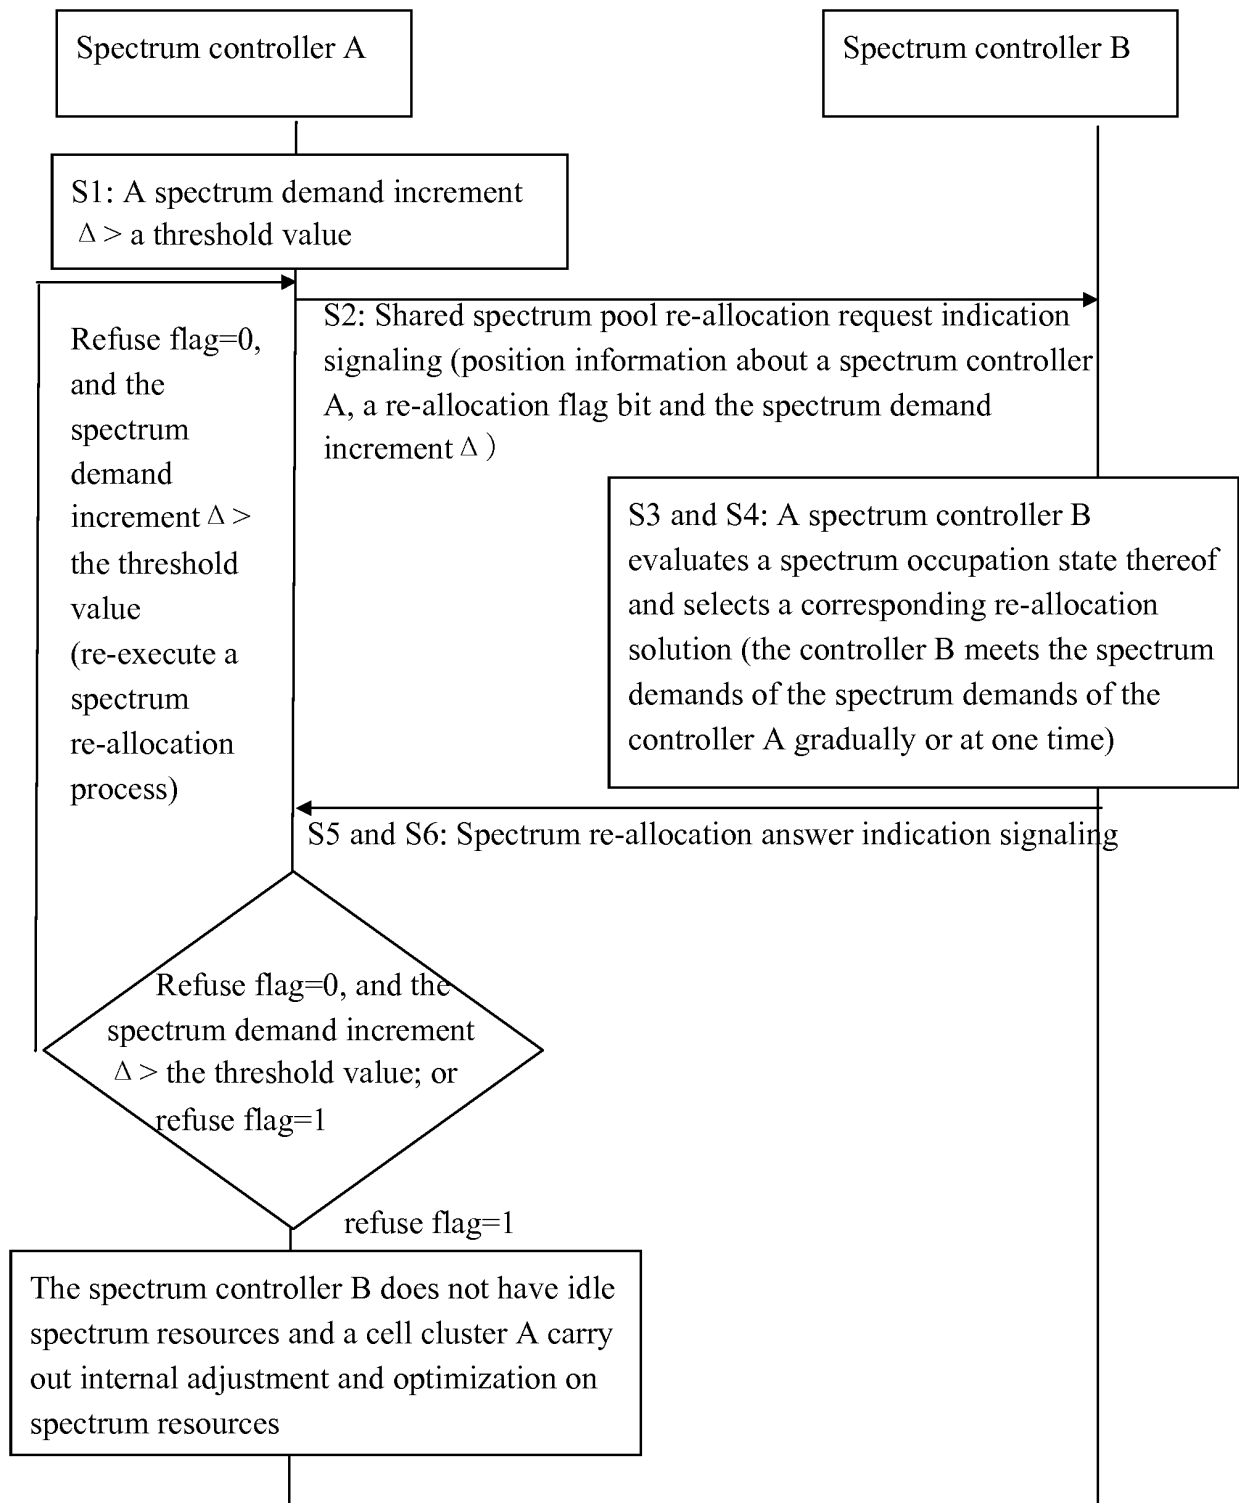 Spectrum controller A
Spectrum controller B
S1: A spectrum demand increment
Δ > a threshold value
S2: Shared spectrum pool re-allocation request indication
signaling (position information about a spectrum controller
A, a re-allocation flag bit and the spectrum demand
increment Δ )
Refuse flag=0,
and the
spectrum
demand
increment Δ >
the threshold
value
(re-execute a
spectrum
re-allocation
process)
S3 and S4: A spectrum controller B
evaluates a spectrum occupation state thereof
and selects a corresponding re-allocation
solution (the controller B meets the spectrum
demands of the spectrum demands of the
controller A gradually or at one time)
S5 and S6: Spectrum re-allocation answer indication signaling
Refuse flag=0, and the
spectrum demand increment
Δ > the threshold value; or
refuse flag=1
refuse flag=1
The spectrum controller B does not have idle
spectrum resources and a cell cluster A carry
out internal adjustment and optimization on
spectrum resources